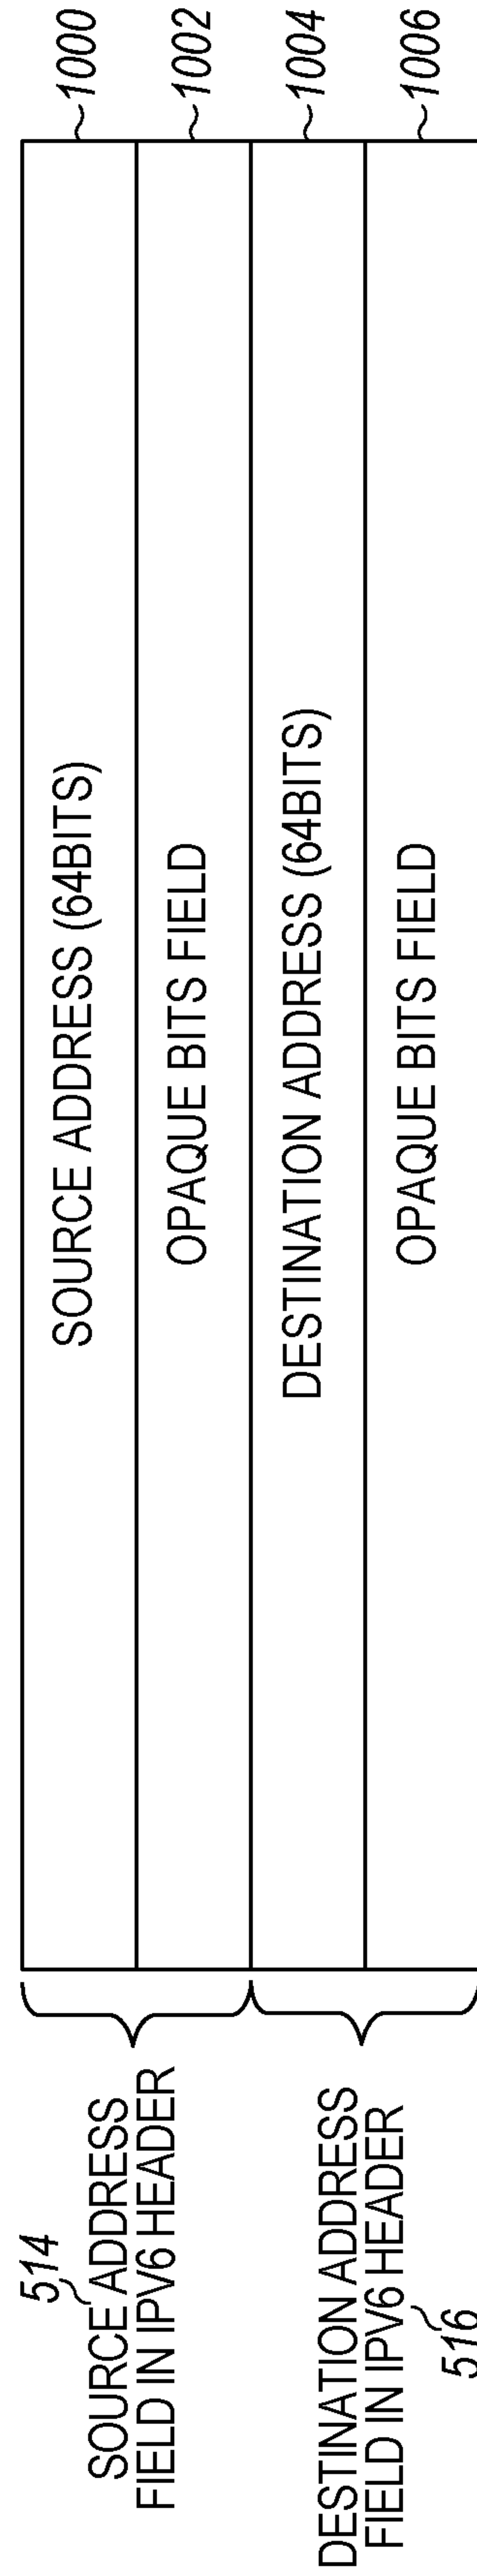 514
SOURCE ADDRESS
FIELD IN IPV6 HEADER
DESTINATION ADDRESS
FIELD IN IPV6 HEADER
516
SOURCE ADDRESS (64BITS)
~1000
OPAQUE BITS FIELD
~1002
DESTINATION ADDRESS (64BITS)
~1004
OPAQUE BITS FIELD
~1006